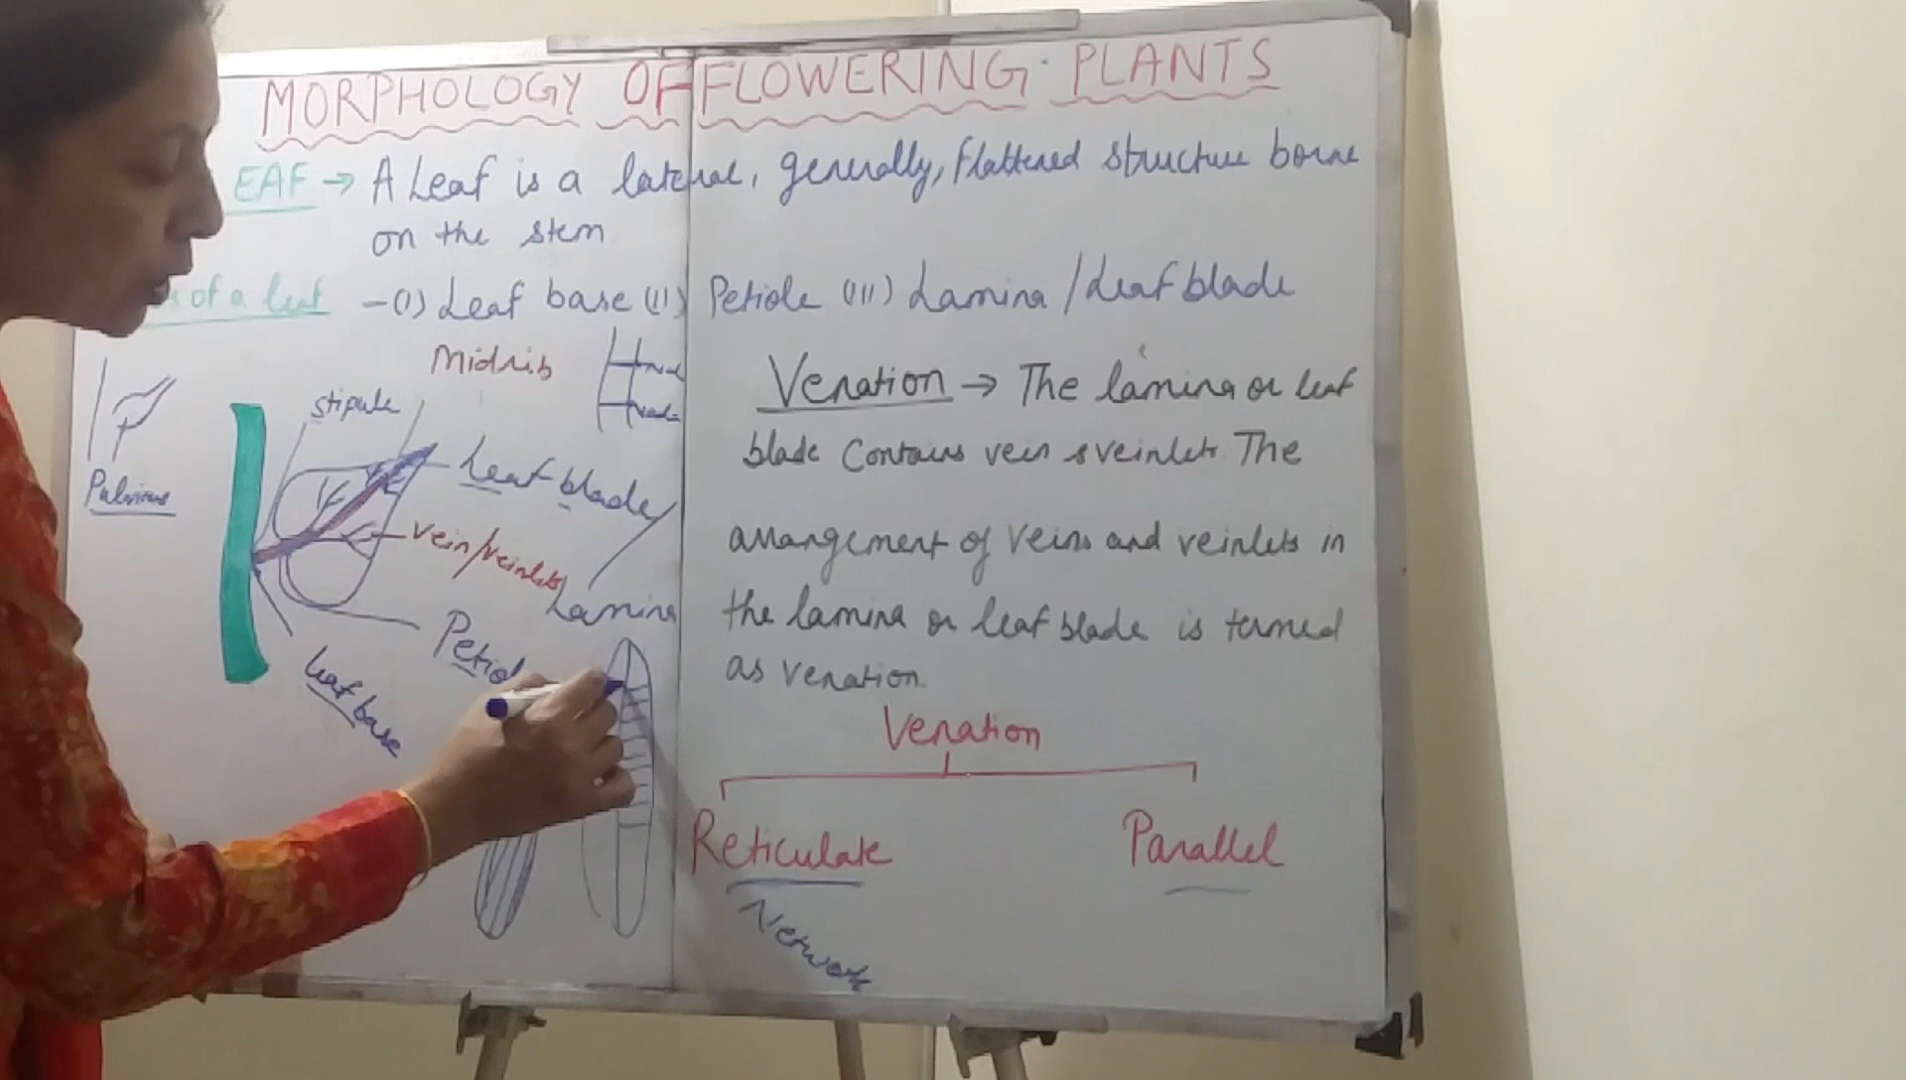 MORPHOLOGY OF FLOWERING PLANTS
EAF → A Leaf is a lateral, generally, flattened structure borne
on the stem
s of a leaf - (I) Leaf base (II) Petiole (III) Lamina / Leaf blade
Midrib
stipule
Leaf blade
Pulvinus
vein/veinlets
Lamina
Petiol
Leaf base
Venation → The lamina or leaf
blade Contains vein & veinlets The
arrangement of veins and veinlets in
the lamina or leaf blade is termed
as venation.
Venation
Reticulate Parallel
Network